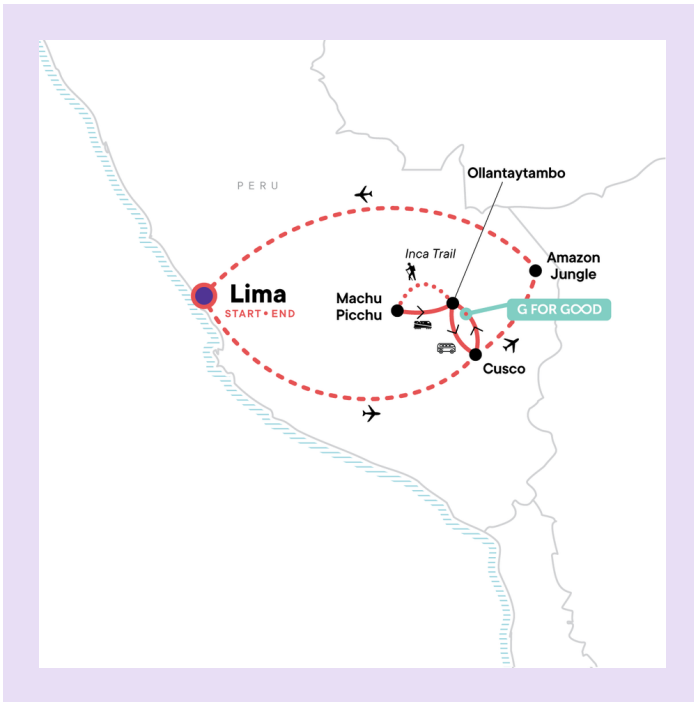 Ollantaytambo
PERU
Inca Trail
Amazon
Jungle
Lima
START • END
Machu
Picchu
G FOR GOOD
Cusco